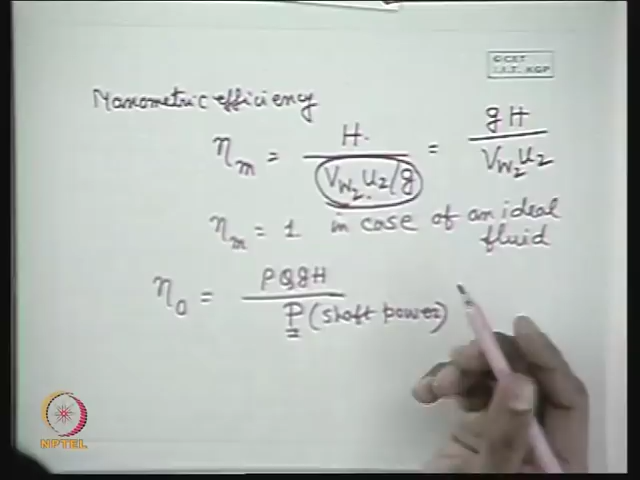 ©CET
I.I.T. KGP
Manometric efficiency
ηm = H / (Vw2 U2/g) = gH / (Vw2 U2)
ηm = 1 in case of an ideal
fluid
ηo = ρQgH / P (shaft power)
NPTEL